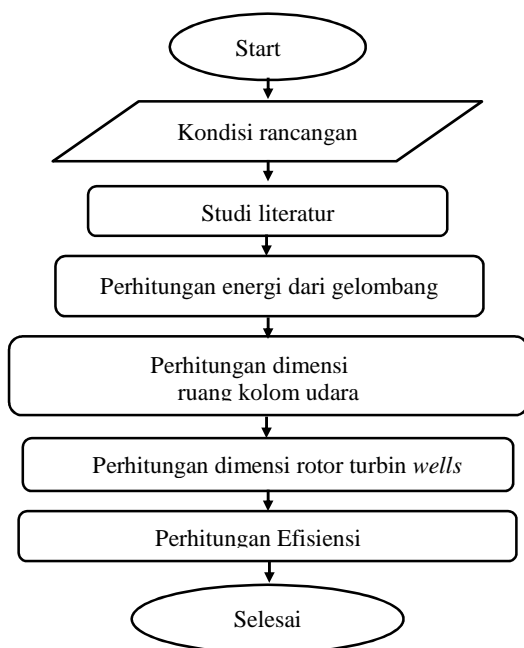 Start
Kondisi rancangan
Studi literatur
Perhitungan energi dari gelombang
Perhitungan dimensi
ruang kolom udara
Perhitungan dimensi rotor turbin wells
Perhitungan Efisiensi
Selesai